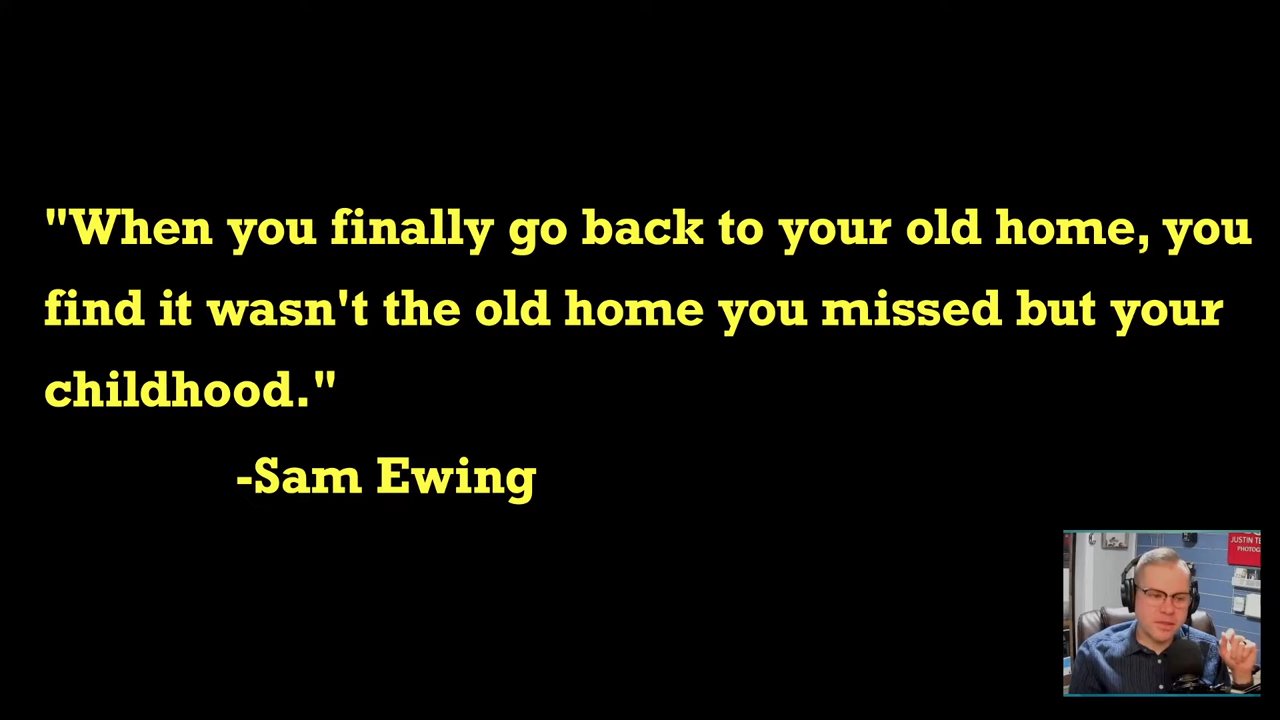 "When you finally go back to your old home, you
find it wasn't the old home you missed but your
childhood."
-Sam Ewing
JUSTIN